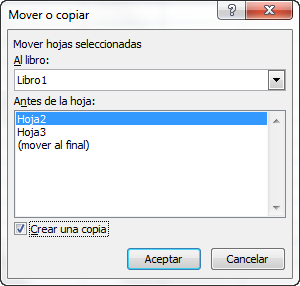 Mover o copiar
Mover hojas seleccionadas
Al libro:
Libro1
Antes de la hoja:
Hoja2
Hoja3
(mover al final)
Crear una copia
Aceptar
Cancelar